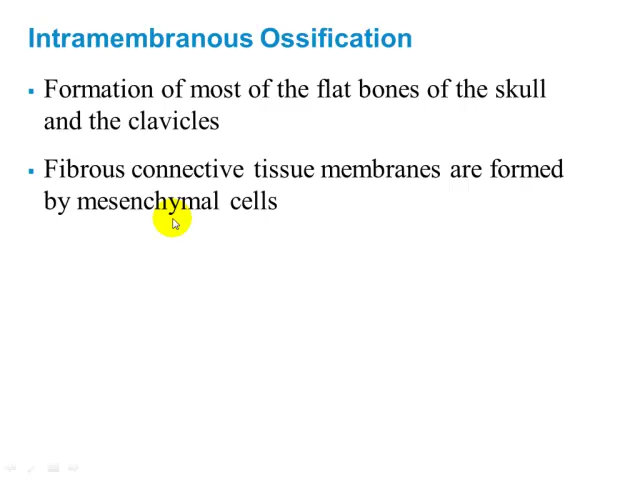 Intramembranous Ossification
▪ Formation of most of the flat bones of the skull
and the clavicles
▪ Fibrous connective tissue membranes are formed
by mesenchymal cells